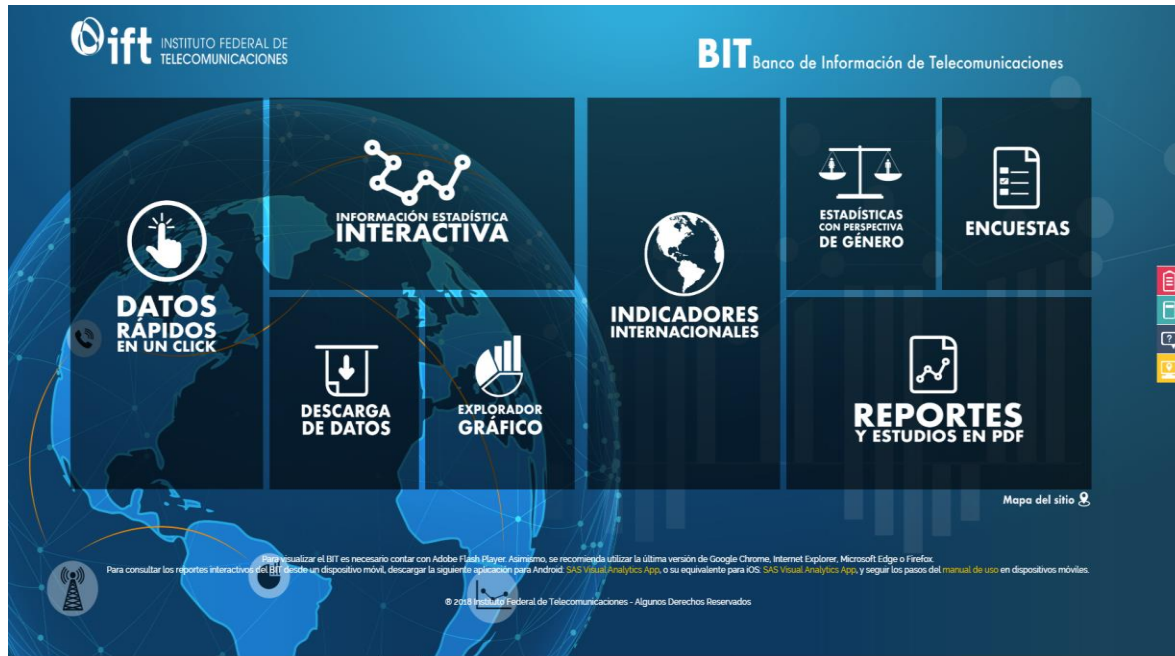 ift INSTITUTO FEDERAL DE
TELECOMUNICACIONES
BIT Banco de Información de Telecomunicaciones
DATOS
RÁPIDOS
EN UN CLICK
INFORMACIÓN ESTADÍSTICA
INTERACTIVA
DESCARGA
DE DATOS
EXPLORADOR
GRÁFICO
INDICADORES
INTERNACIONALES
ESTADÍSTICAS
CON PERSPECTIVA
DE GÉNERO
ENCUESTAS
REPORTES
Y ESTUDIOS EN PDF
Mapa del sitio
Para visualizar el BIT es necesario contar con Adobe Flash Player. Asimismo, se recomienda utilizar la última versión de Google Chrome, Internet Explorer, Microsoft Edge o Firefox.
Para consultar los reportes interactivos del BIT desde un dispositivo móvil, descargar la siguiente aplicación para Android: SAS Visual Analytics App, o su equivalente para iOS: SAS Visual Analytics App, y seguir los pasos del manual de uso en dispositivos móviles.
® 2018 Instituto Federal de Telecomunicaciones - Algunos Derechos Reservados